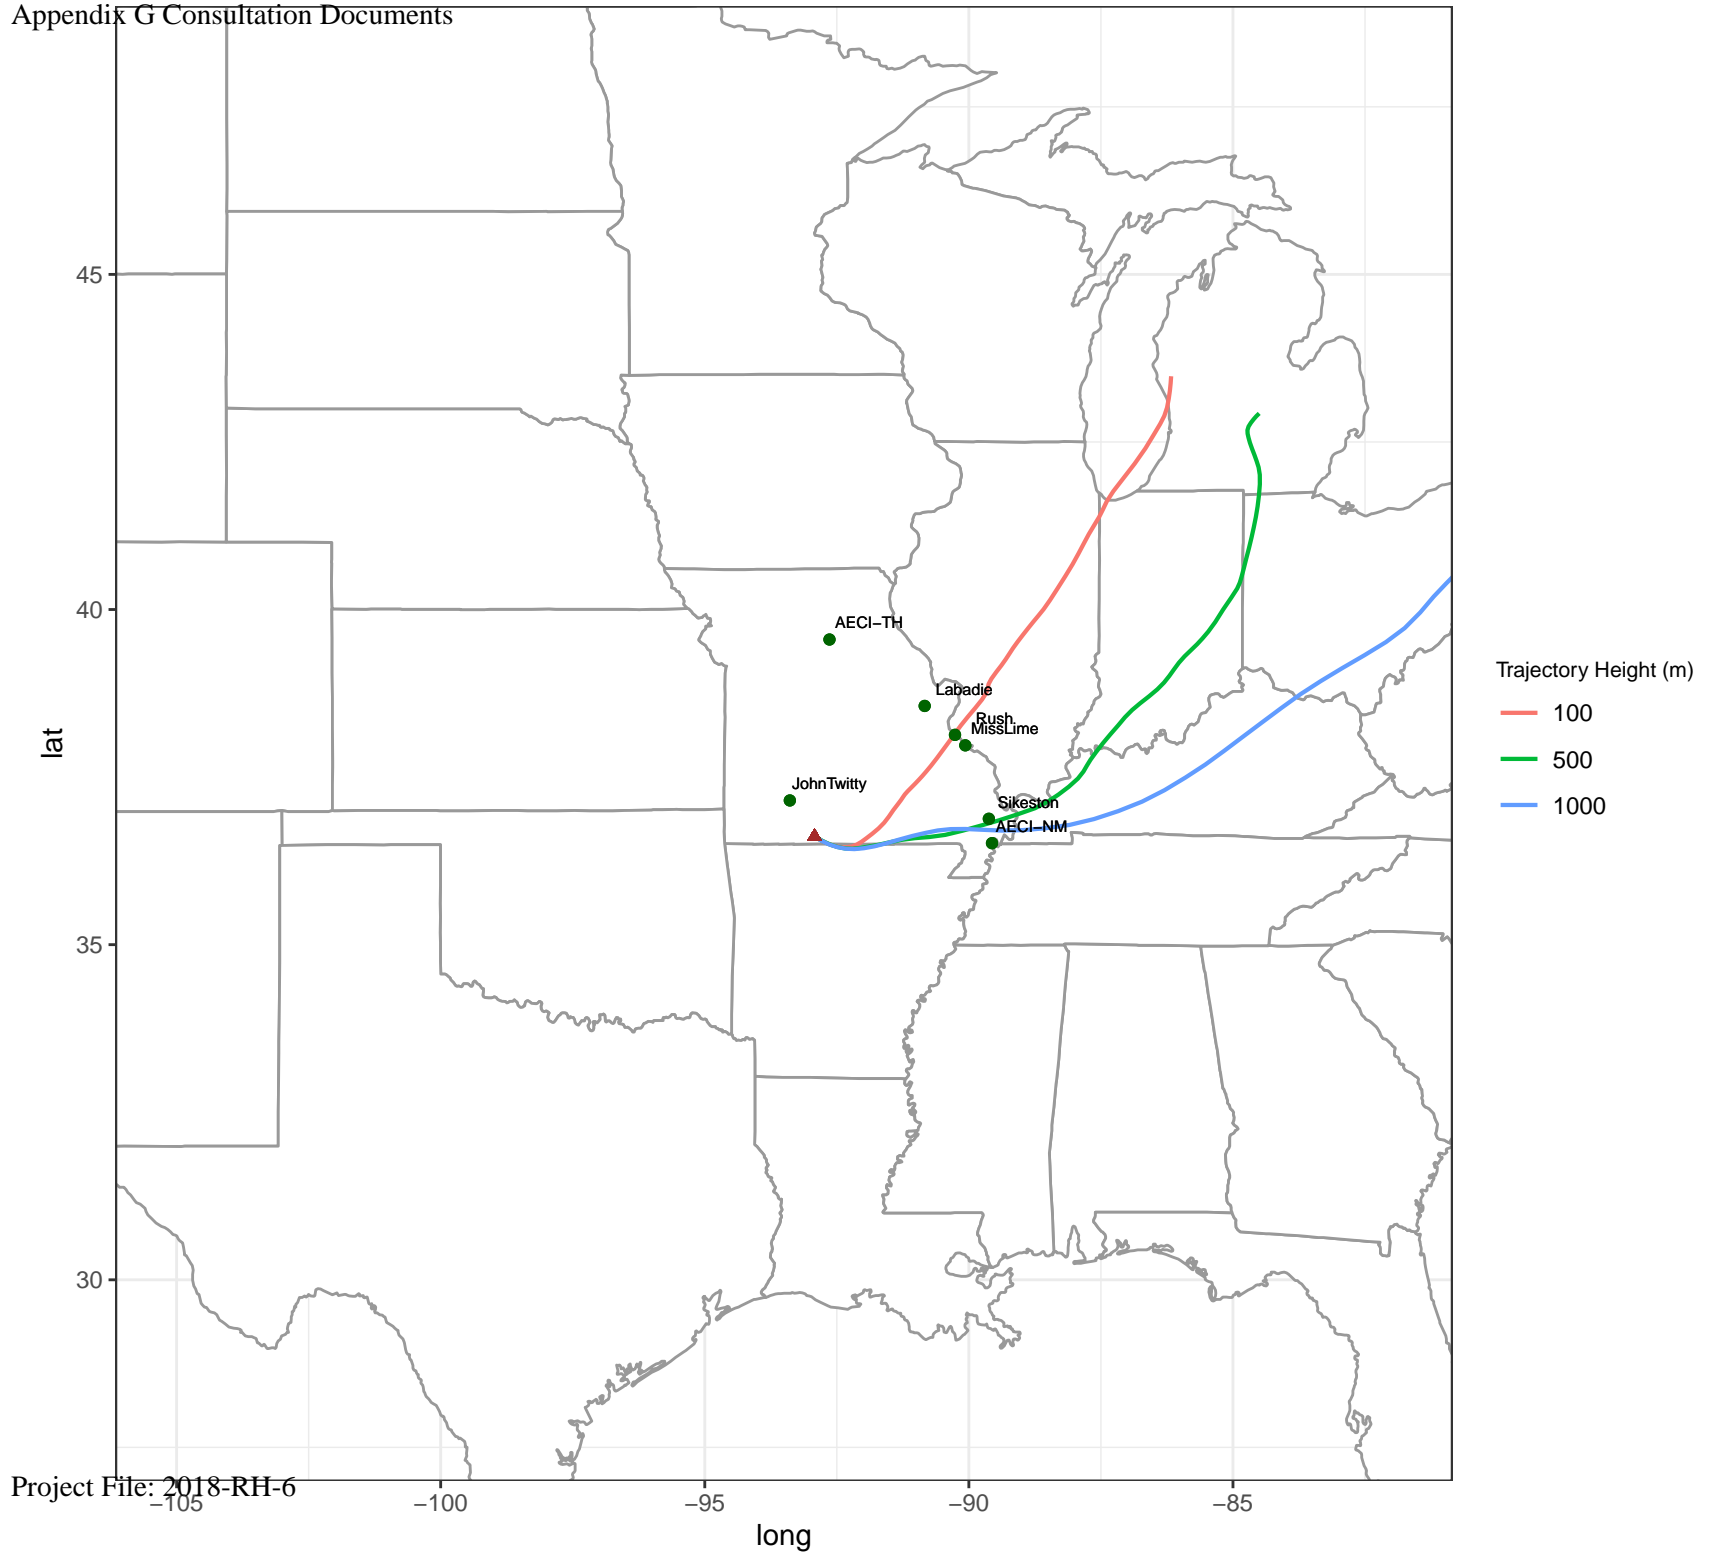 Appendix G Consultation Documents
45
40
35
30
lat
AECI−TH
Labadie
Rush
MissLime
JohnTwitty
Sikeston
AECI−NM
Trajectory Height (m)
100
500
1000
Project File: 2018-RH-6
−105
−100
−95
−90
−85
long